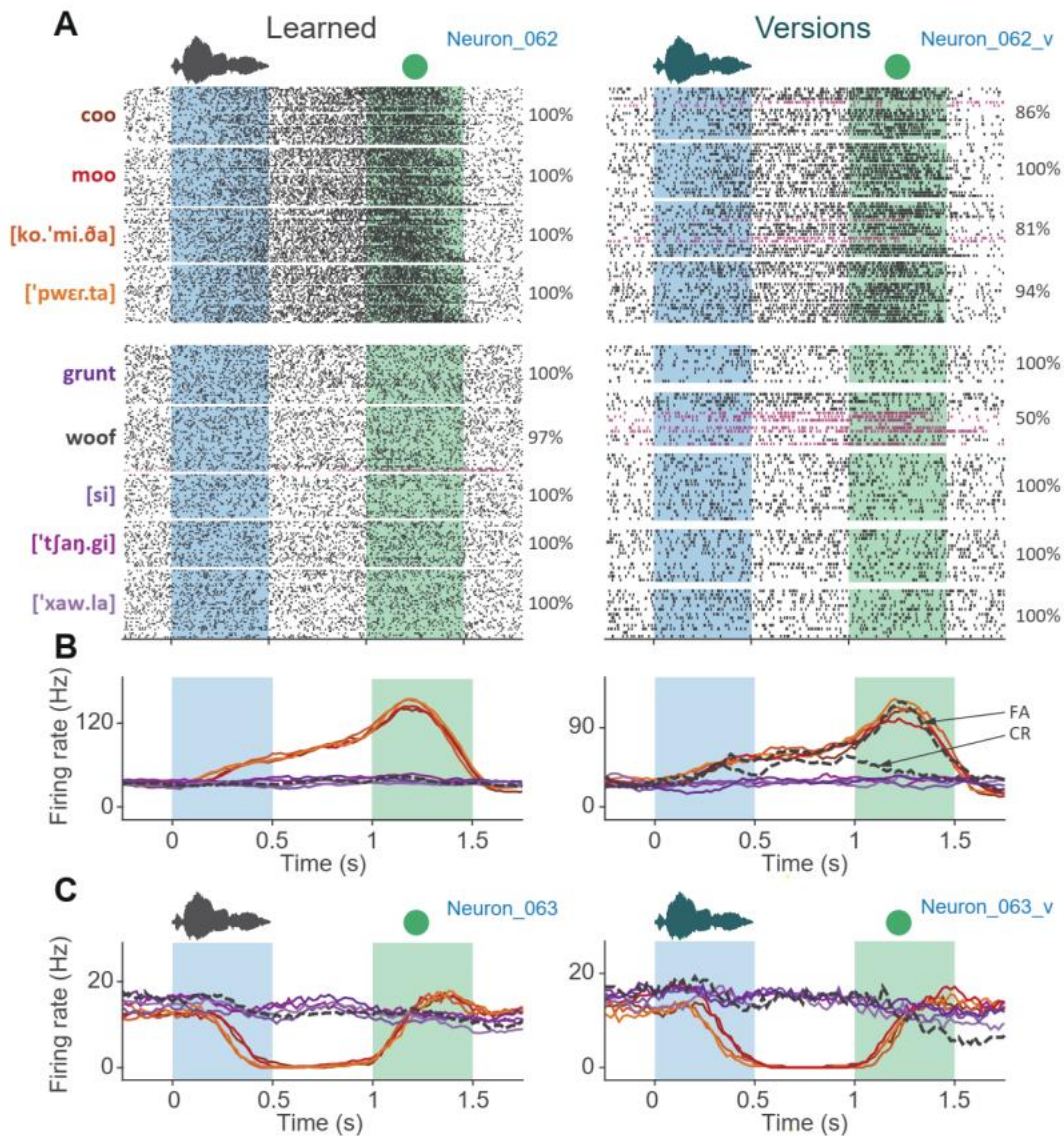 A
Learned
Neuron_062
Versions
Neuron_062_v
coo
100%
86%
moo
100%
100%
[ko.'mi.ða]
100%
81%
['pwɛr.ta]
100%
94%
grunt
100%
100%
woof
97%
50%
[si]
100%
100%
['tʃaŋ.gi]
100%
100%
['xaw.la]
100%
100%
B
Firing rate (Hz)
120
0
0
0.5
1
1.5
Time (s)
90
0
FA
CR
0
0.5
1
1.5
Time (s)
C
Neuron_063
Neuron_063_v
Firing rate (Hz)
20
0
0
0.5
1
1.5
Time (s)
20
0
0
0.5
1
1.5
Time (s)